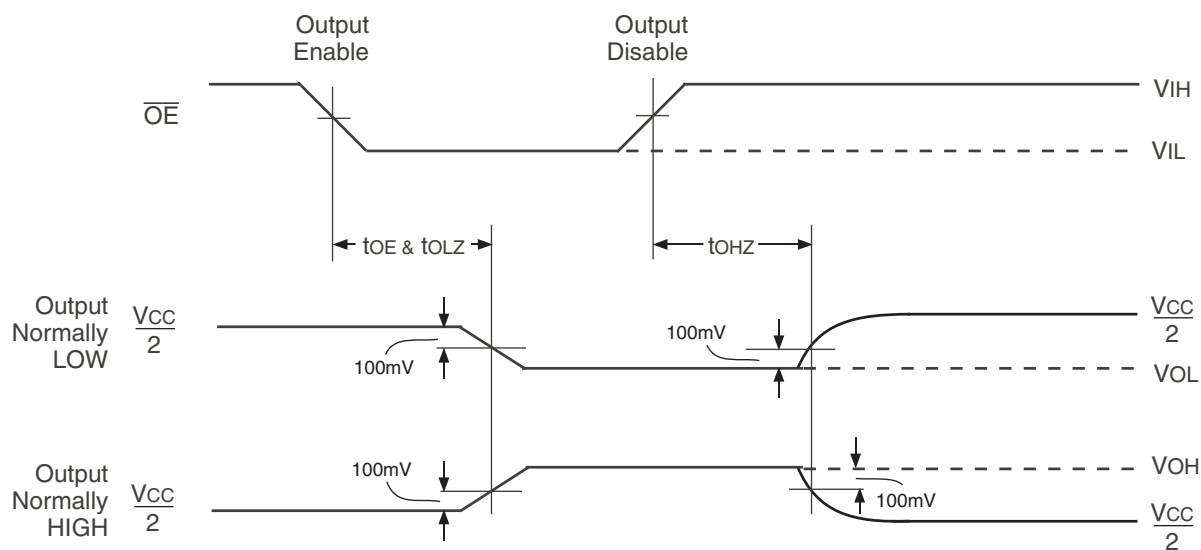 Output
Enable
Output
Disable
OE
VIH
VIL
tOE & tOLZ
tOHZ
Output
Normally
LOW
VCC
2
100mV
100mV
VCC
2
VOL
Output
Normally
HIGH
VCC
2
100mV
100mV
VOH
VCC
2